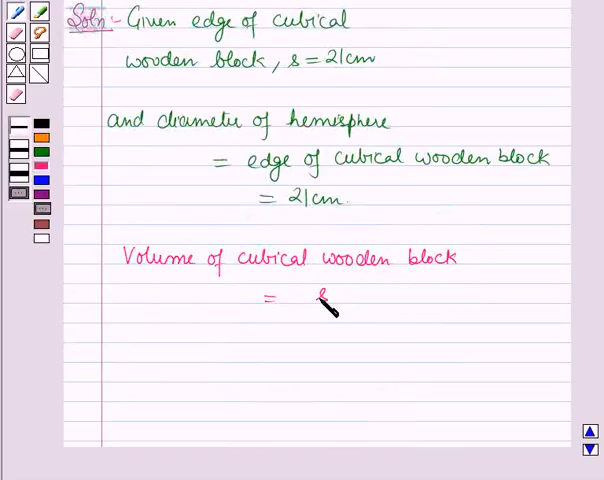 Soln:- Given edge of cubical
wooden block, s = 21cm
and diameter of hemisphere
= edge of cubical wooden block
= 21cm.
Volume of cubical wooden block
= s